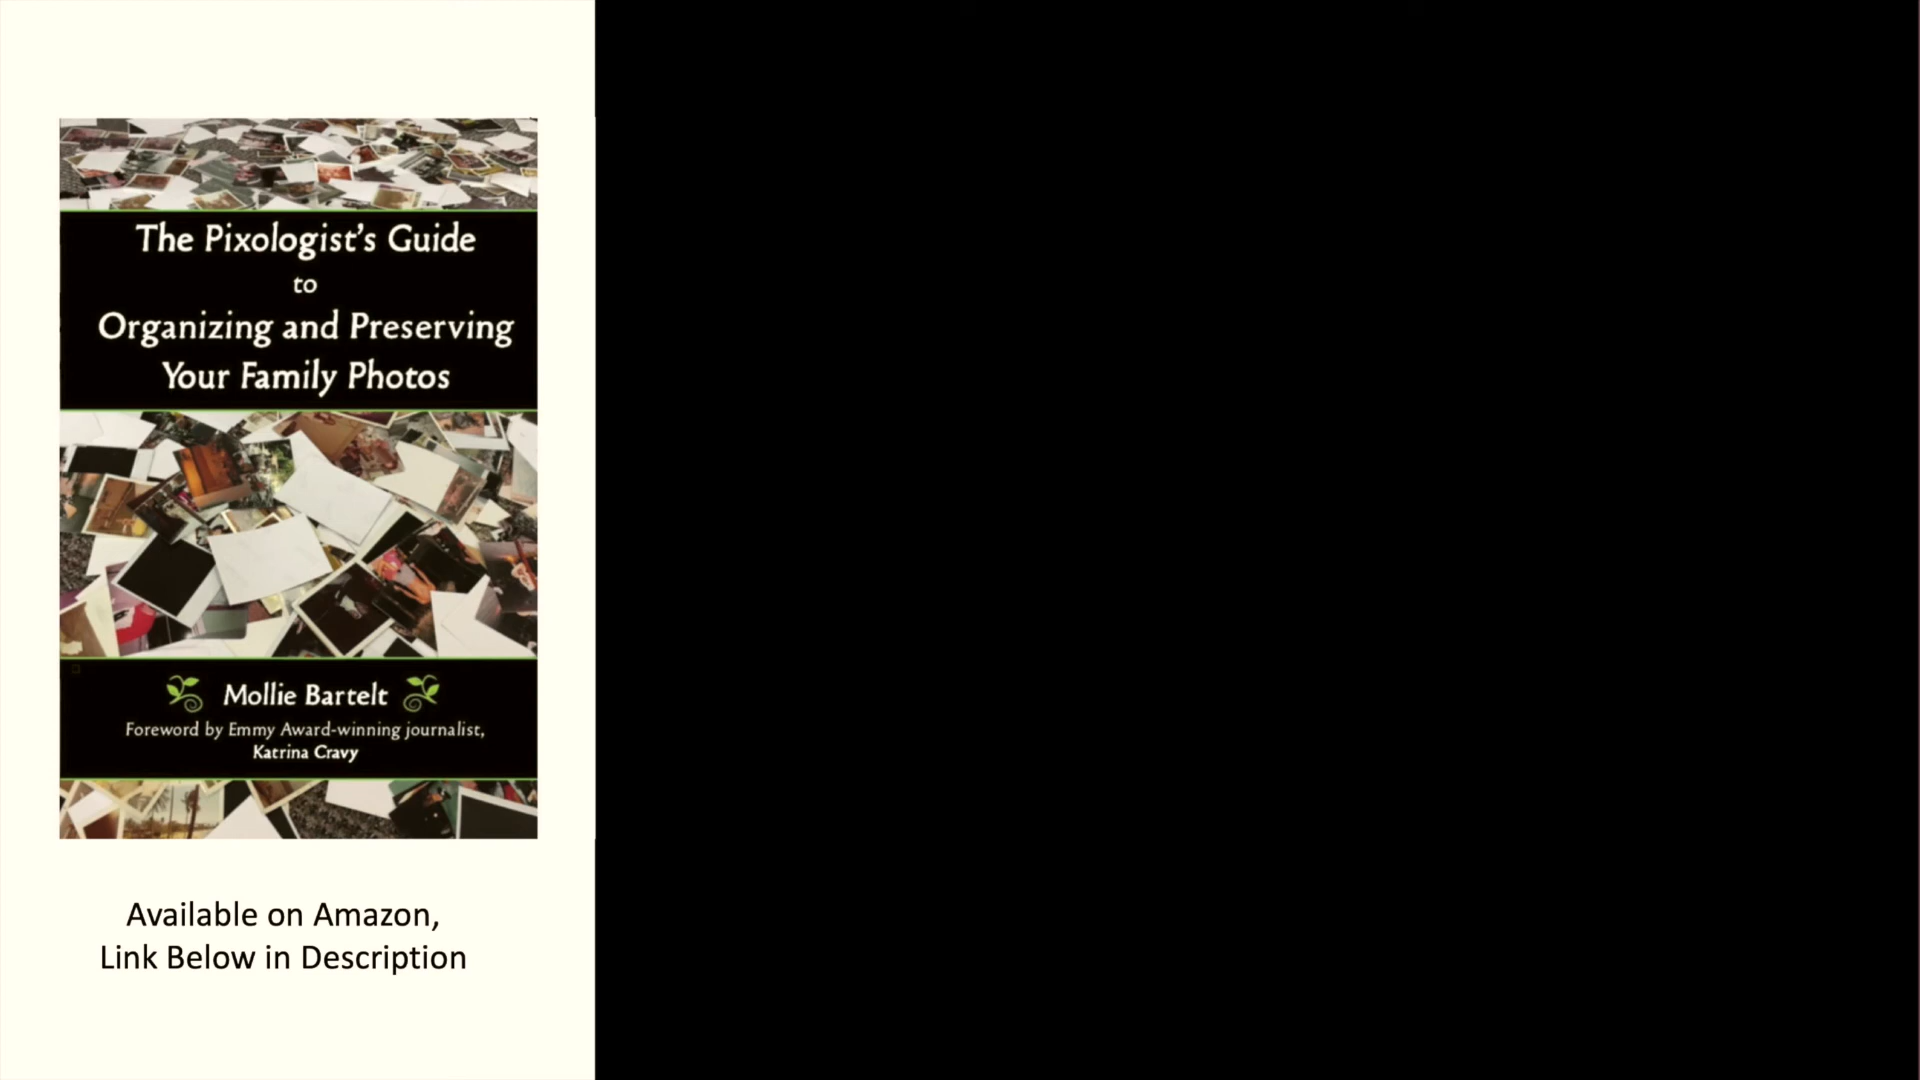 The Pixologist's Guide
to
Organizing and Preserving
Your Family Photos
Mollie Bartelt
Foreword by Emmy Award-winning journalist,
Katrina Cravy
Available on Amazon,
Link Below in Description